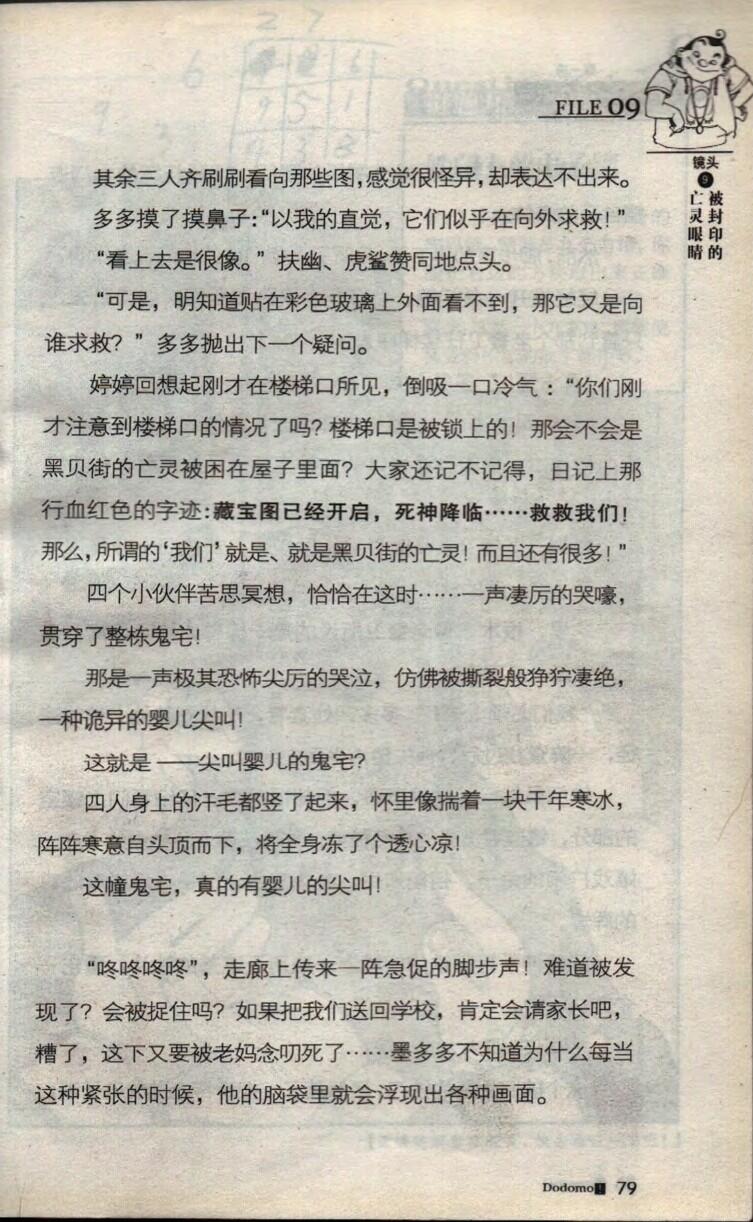 2 7
6
6
9 5 1
9
3
4 3
FILE 09
镜头
9
被封印的
亡灵眼睛
其余三人齐刷刷看向那些图，感觉很怪异，却表达不出来。
多多摸了摸鼻子：“以我的直觉，它们似乎在向外求救！”
“看上去是很像。”扶幽、虎鲨赞同地点头。
“可是，明知道贴在彩色玻璃上外面看不到，那它又是向
谁求救？”多多抛出下一个疑问。
婷婷回想起刚才在楼梯口所见，倒吸一口冷气：“你们刚
才注意到楼梯口的情况了吗？楼梯口是被锁上的！那会不会是
黑贝街的亡灵被困在屋子里面？大家还记不记得，日记上那
行血红色的字迹：藏宝图已经开启，死神降临……救救我们！
那么，所谓的‘我们’就是、就是黑贝街的亡灵！而且还有很多！”
四个小伙伴苦思冥想，恰恰在这时……一声凄厉的哭嚎，
贯穿了整栋鬼宅！
那是一声极其恐怖尖厉的哭泣，仿佛被撕裂般狰狞凄绝，
一种诡异的婴儿尖叫！
这就是——尖叫婴儿的鬼宅？
四人身上的汗毛都竖了起来，怀里像揣着一块千年寒冰，
阵阵寒意自头顶而下，将全身冻了个透心凉！
这幢鬼宅，真的有婴儿的尖叫！
“咚咚咚咚”，走廊上传来一阵急促的脚步声！难道被发
现了？会被捉住吗？如果把我们送回学校，肯定会请家长吧，
糟了，这下又要被老妈念叨死了……墨多多不知道为什么每当
这种紧张的时候，他的脑袋里就会浮现出各种画面。
Dodomo1 79